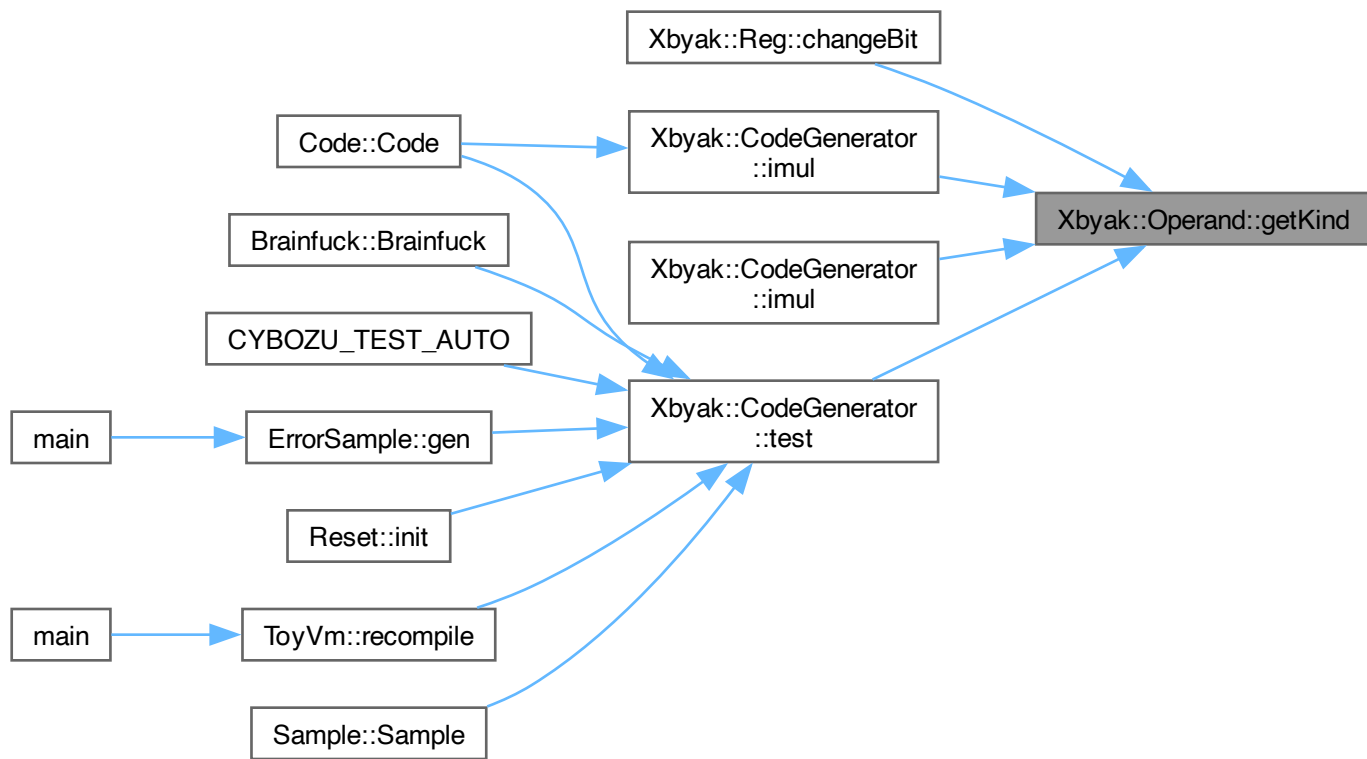 Xbyak::Reg::changeBit
Code::Code
Xbyak::CodeGenerator
::imul
Xbyak::Operand::getKind
Brainfuck::Brainfuck
Xbyak::CodeGenerator
::imul
CYBOZU_TEST_AUTO
main
ErrorSample::gen
Xbyak::CodeGenerator
::test
Reset::init
main
ToyVm::recompile
Sample::Sample